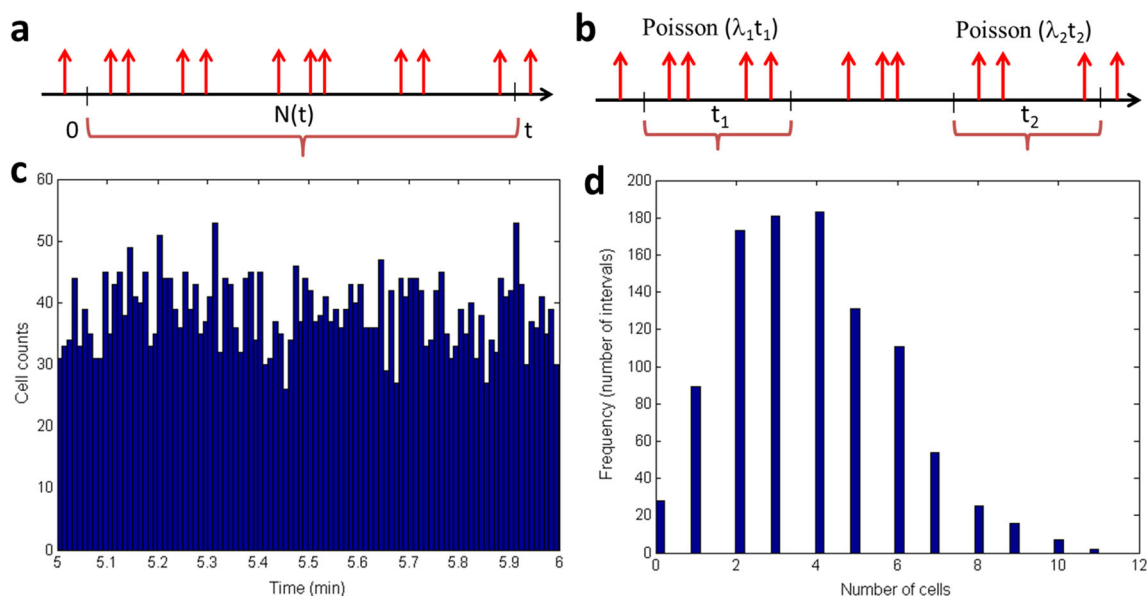 a
0
N(t)
t
b
Poisson (λ₁t₁)
Poisson (λ₂t₂)
t₁
t₂
c
60
50
40
30
20
10
0
Cell counts
5 5.1 5.2 5.3 5.4 5.5 5.6 5.7 5.8 5.9 6
Time (min)
d
200
180
160
140
120
100
80
60
40
20
0
Frequency (number of intervals)
0 2 4 6 8 10 12
Number of cells